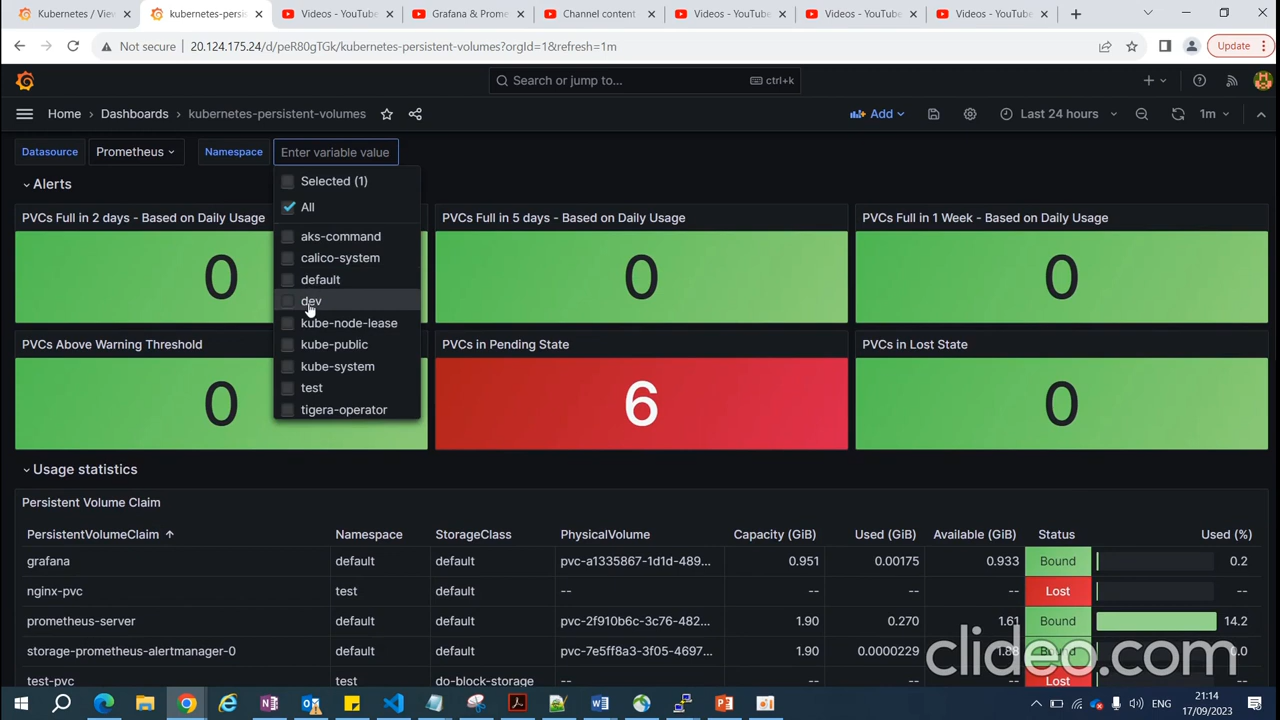 Kubernetes / View
kubernetes-persis
Videos - YouTube
Grafana & Prome
Channel content
Videos - YouTube
Videos - YouTube
Videos - YouTube
Not secure
20.124.175.24/d/peR80gTGk/kubernetes-persistent-volumes?orgId=1&refresh=1m
Update
Search or jump to...
ctrl+k
Home > Dashboards > kubernetes-persistent-volumes
Add
Last 24 hours
1m
Datasource
Prometheus
Namespace
Enter variable value
Selected (1)
All
aks-command
calico-system
default
dev
kube-node-lease
kube-public
kube-system
test
tigera-operator
Alerts
PVCs Full in 2 days - Based on Daily Usage
0
PVCs Full in 5 days - Based on Daily Usage
0
PVCs Full in 1 Week - Based on Daily Usage
0
PVCs Above Warning Threshold
0
PVCs in Pending State
6
PVCs in Lost State
0
Usage statistics
Persistent Volume Claim
PersistentVolumeClaim Namespace StorageClass PhysicalVolume Capacity (GiB) Used (GiB) Available (GiB) Status Used (%)
grafana default default pvc-a1335867-1d1d-489... 0.951 0.00175 0.933 Bound 0.2
nginx-pvc test default -- -- -- -- Lost --
prometheus-server default default pvc-2f910b6c-3c76-482... 1.90 0.270 1.61 Bound 14.2
storage-prometheus-alertmanager-0 default default pvc-7e5ff8a3-3f05-4697... 1.90 0.0000229 1.88 Bound 0.0
test-pvc test do-block-storage -- -- -- -- Lost --
clideo.com
ENG
21:14
17/09/2023